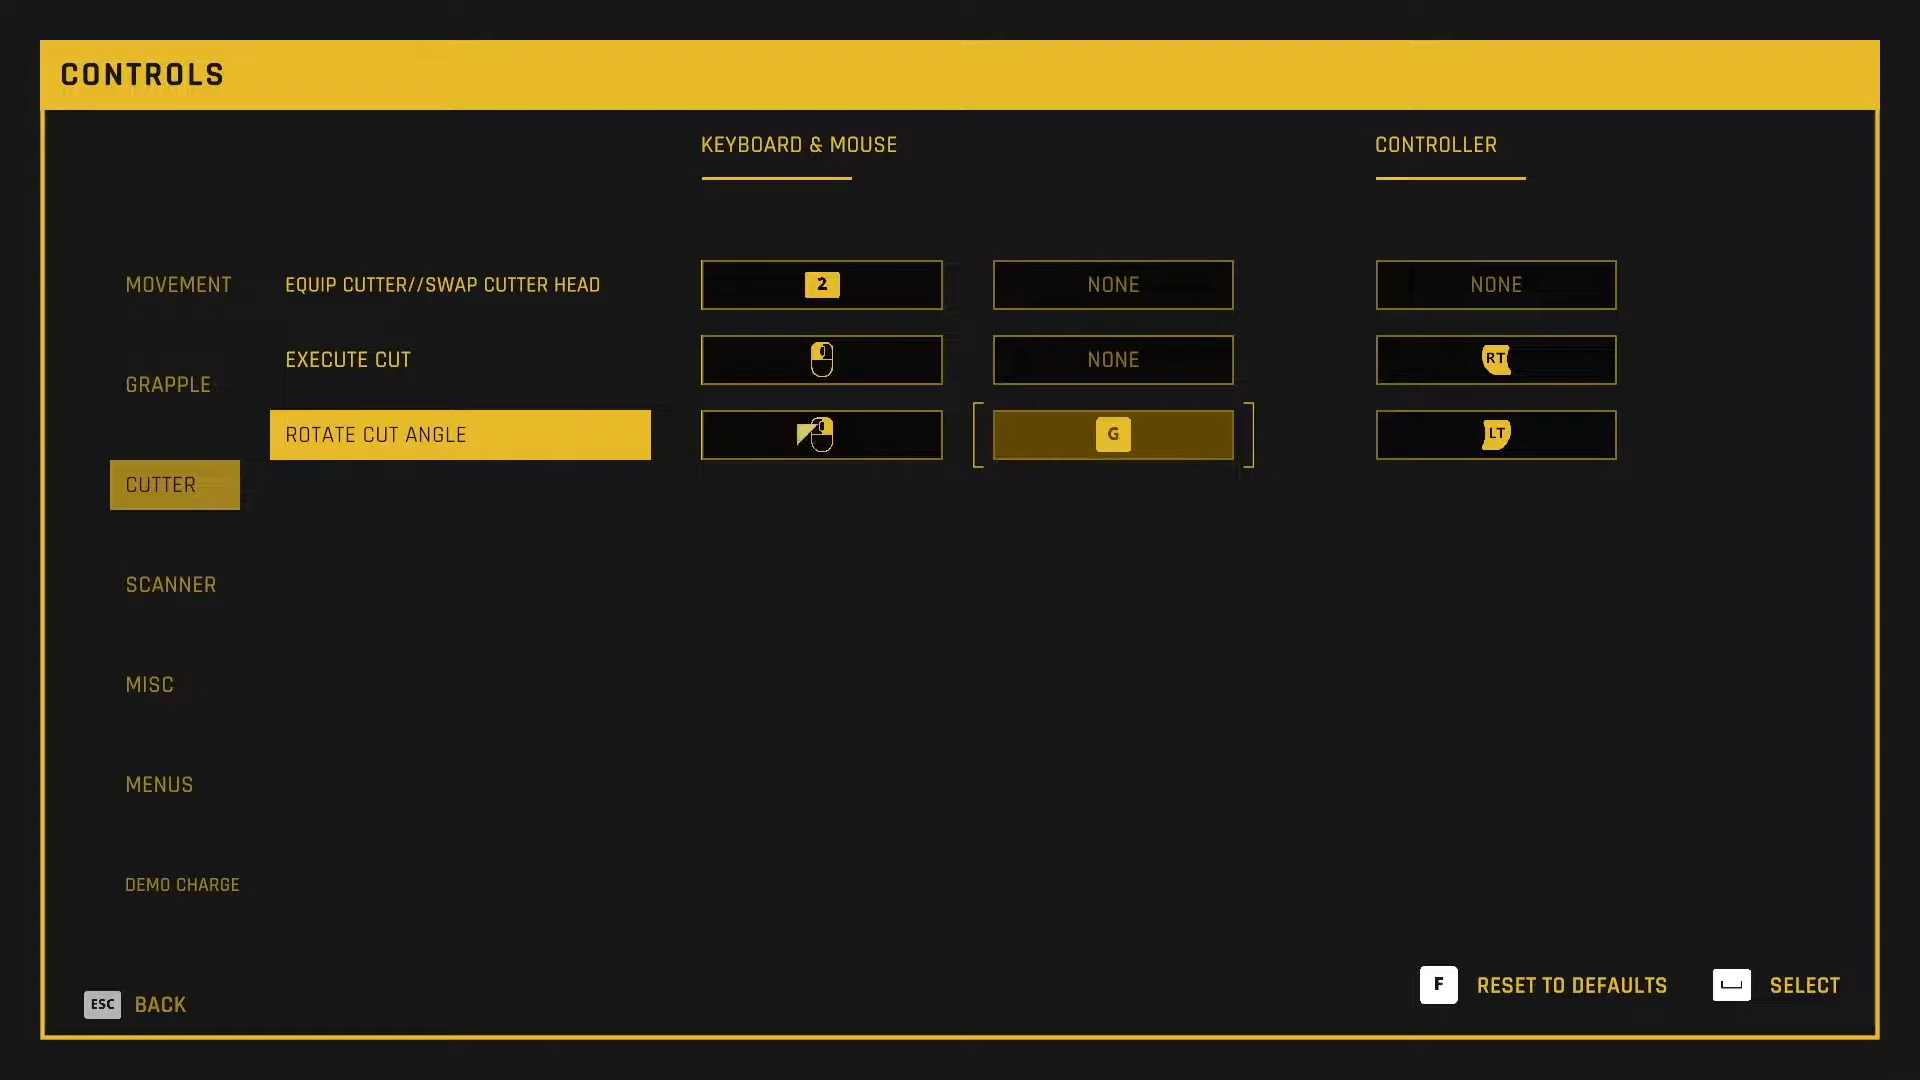 CONTROLS
KEYBOARD & MOUSE
CONTROLLER
MOVEMENT
EQUIP CUTTER//SWAP CUTTER HEAD
2
NONE
NONE
EXECUTE CUT
NONE
RT
GRAPPLE
ROTATE CUT ANGLE
G
LT
CUTTER
SCANNER
MISC
MENUS
DEMO CHARGE
F RESET TO DEFAULTS
SELECT
ESC BACK